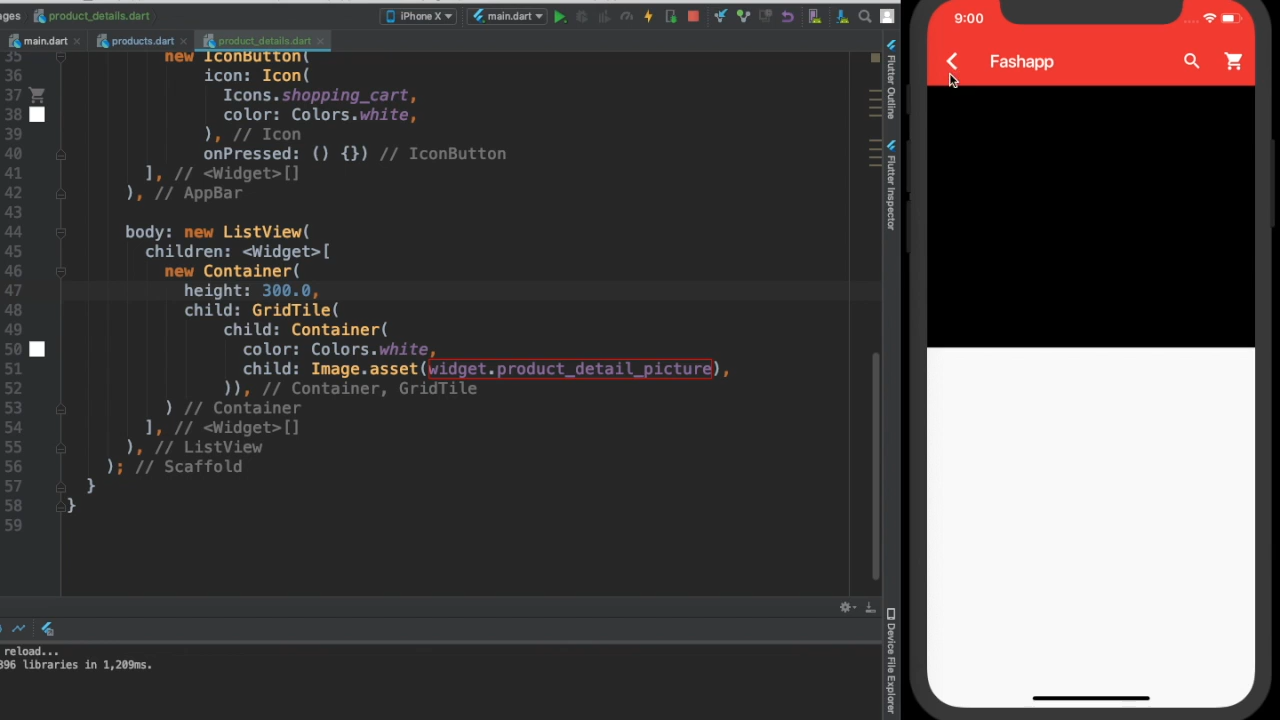 ages product_details.dart iPhone X main.dart
main.dart products.dart product_details.dart
35 new IconButton(
36 icon: Icon(
37 Icons.shopping_cart,
38 color: Colors.white,
39 ), // Icon
40 onPressed: () {}) // IconButton
41 ], // <Widget>[]
42 ), // AppBar
43
44 body: new ListView(
45 children: <Widget>[
46 new Container(
47 height: 300.0,
48 child: GridTile(
49 child: Container(
50 color: Colors.white,
51 child: Image.asset(widget.product_detail_picture),
52 )), // Container, GridTile
53 ) // Container
54 ], // <Widget>[]
55 ), // ListView
56 ); // Scaffold
57 }
58 }
59
reload...
896 libraries in 1,209ms.
Flutter Outline
Flutter Inspector
Device File Explorer
9:00
Fashapp